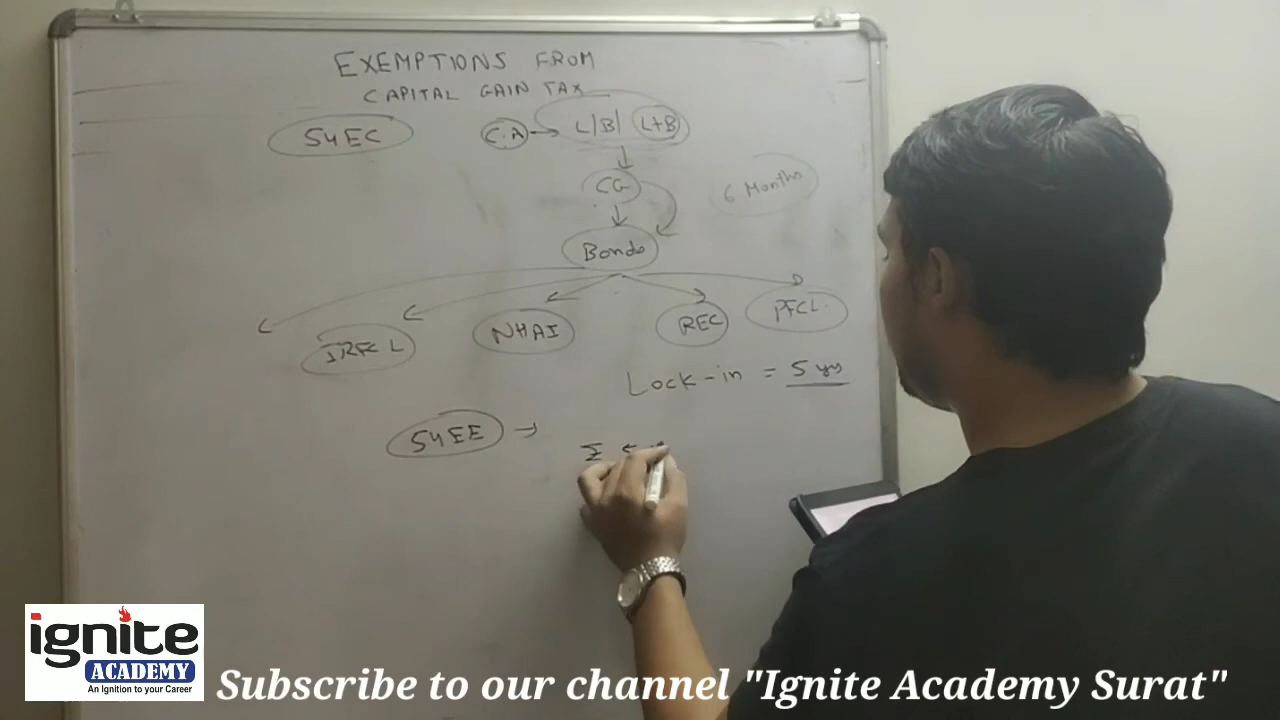 EXEMPTIONS FROM
CAPITAL GAIN TAX
54EC
C.A → L/B/ L+B
CG
6 Months
Bonds
IRFCL NHAI REC PFCL.
Lock-in = 5 yrs
54EE →
ignite
ACADEMY
An Ignition to your Career
Subscribe to our channel "Ignite Academy Surat"